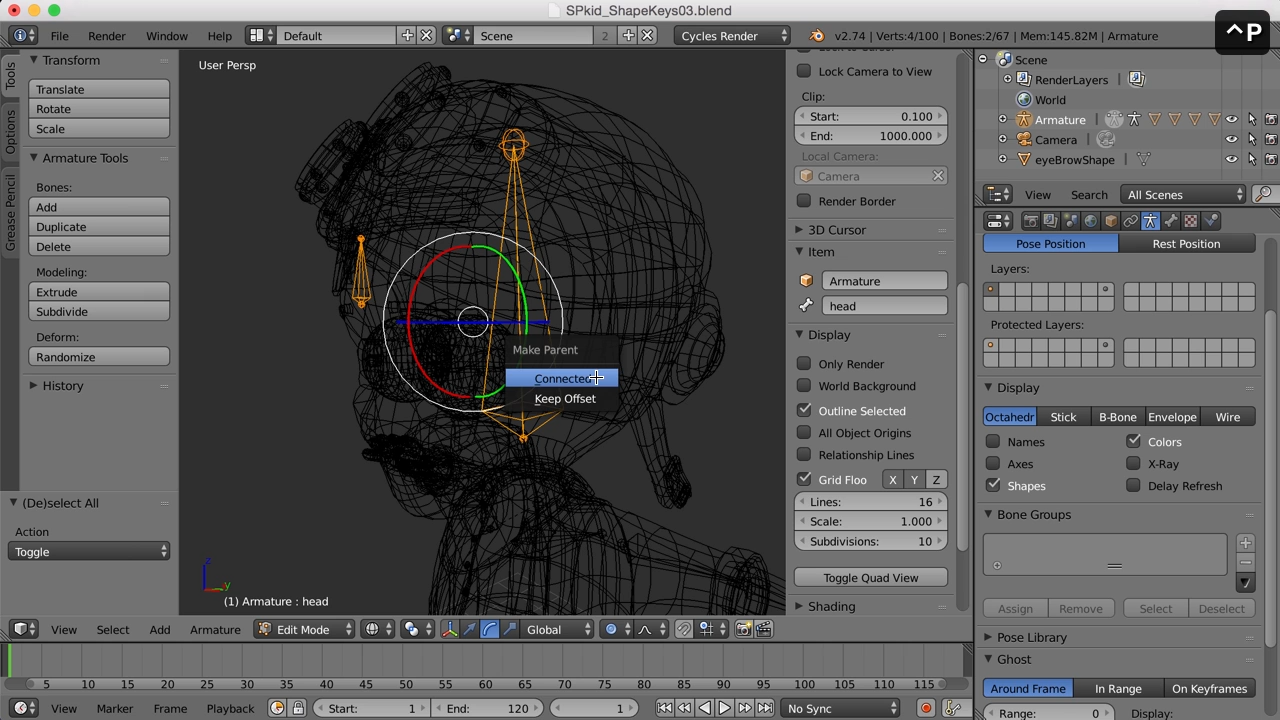 SPkid_ShapeKeys03.blend
^P
File Render Window Help Default Scene 2 Cycles Render v2.74 | Verts:4/100 | Bones:2/67 | Mem:145.82M | Armature
Tools
Options
Grease Pencil
Transform
Translate
Rotate
Scale
Armature Tools
Bones:
Add
Duplicate
Delete
Modeling:
Extrude
Subdivide
Deform:
Randomize
History
(De)select All
Action
Toggle
User Persp
Make Parent
Connected
Keep Offset
z
y
(1) Armature : head
Lock Camera to View
Clip:
Start: 0.100
End: 1000.000
Local Camera:
Camera
Render Border
3D Cursor
Item
Armature
head
Display
Only Render
World Background
Outline Selected
All Object Origins
Relationship Lines
Grid Floo X Y Z
Lines: 16
Scale: 1.000
Subdivisions: 10
Toggle Quad View
Shading
Scene
RenderLayers
World
Armature
Camera
eyeBrowShape
View Search All Scenes
Pose Position Rest Position
Layers:
Protected Layers:
Display
Octahedr Stick B-Bone Envelope Wire
Names Colors
Axes X-Ray
Shapes Delay Refresh
Bone Groups
Assign Remove Select Deselect
Pose Library
Ghost
Around Frame In Range On Keyframes
Range: 0 Display:
View Select Add Armature Edit Mode Global
5 10 15 20 25 30 35 40 45 50 55 60 65 70 75 80 85 90 95 100 105 110 115
View Marker Frame Playback Start: 1 End: 120 1 No Sync